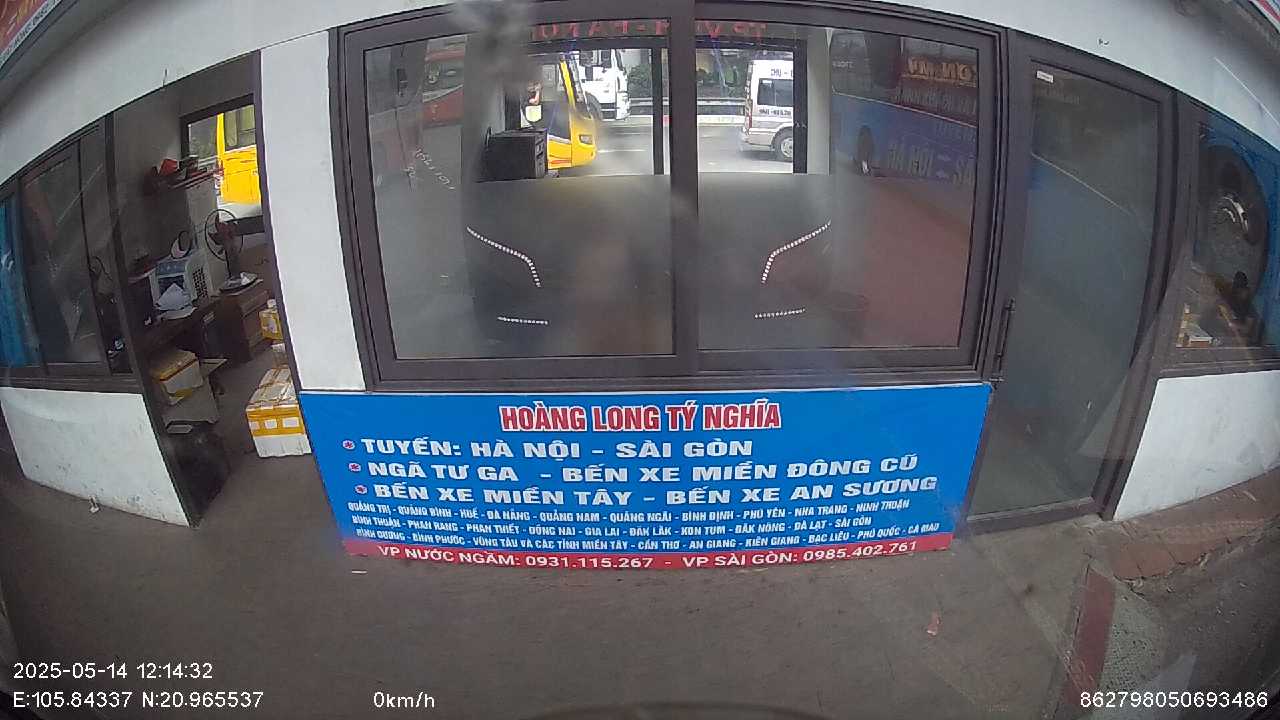 HOÀNG LONG TÝ NGHĨA
TUYẾN: HÀ NỘI - SÀI GÒN
NGÃ TƯ GA - BẾN XE MIỀN ĐÔNG CŨ
BẾN XE MIỀN TÂY - BẾN XE AN SƯƠNG
QUẢNG TRỊ - QUẢNG BÌNH - HUẾ - ĐÀ NẴNG - QUẢNG NAM - QUẢNG NGÃI - BÌNH ĐỊNH - PHÚ YÊN - NHA TRANG - NINH THUẬN
BÌNH THUẬN - PHAN RANG - PHAN THIẾT - ĐỒNG NAI - GIA LAI - ĐĂK LĂK - KON TUM - ĐĂK NÔNG - ĐÀ LẠT - SÀI GÒN
BÌNH DƯƠNG - BÌNH PHƯỚC - VŨNG TÀU VÀ CÁC TỈNH MIỀN TÂY - CẦN THƠ - AN GIANG - KIÊN GIANG - BẠC LIÊU - PHÚ QUỐC - CÀ MAU
VP NƯỚC NGẦM: 0931.115.267 - VP SÀI GÒN: 0985.402.761
2025-05-14 12:14:32
E:105.84337 N:20.965537 0km/h 862798050693486